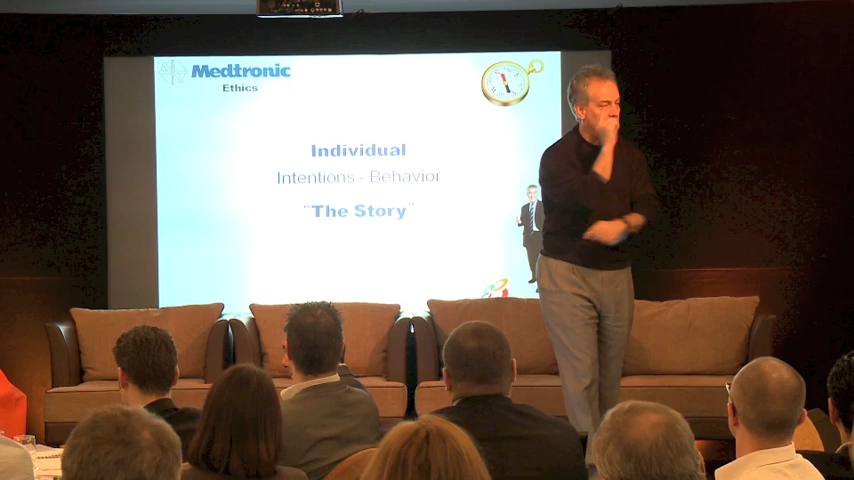 Medtronic
Ethics
Individual
Intentions - Behavior
"The Story"